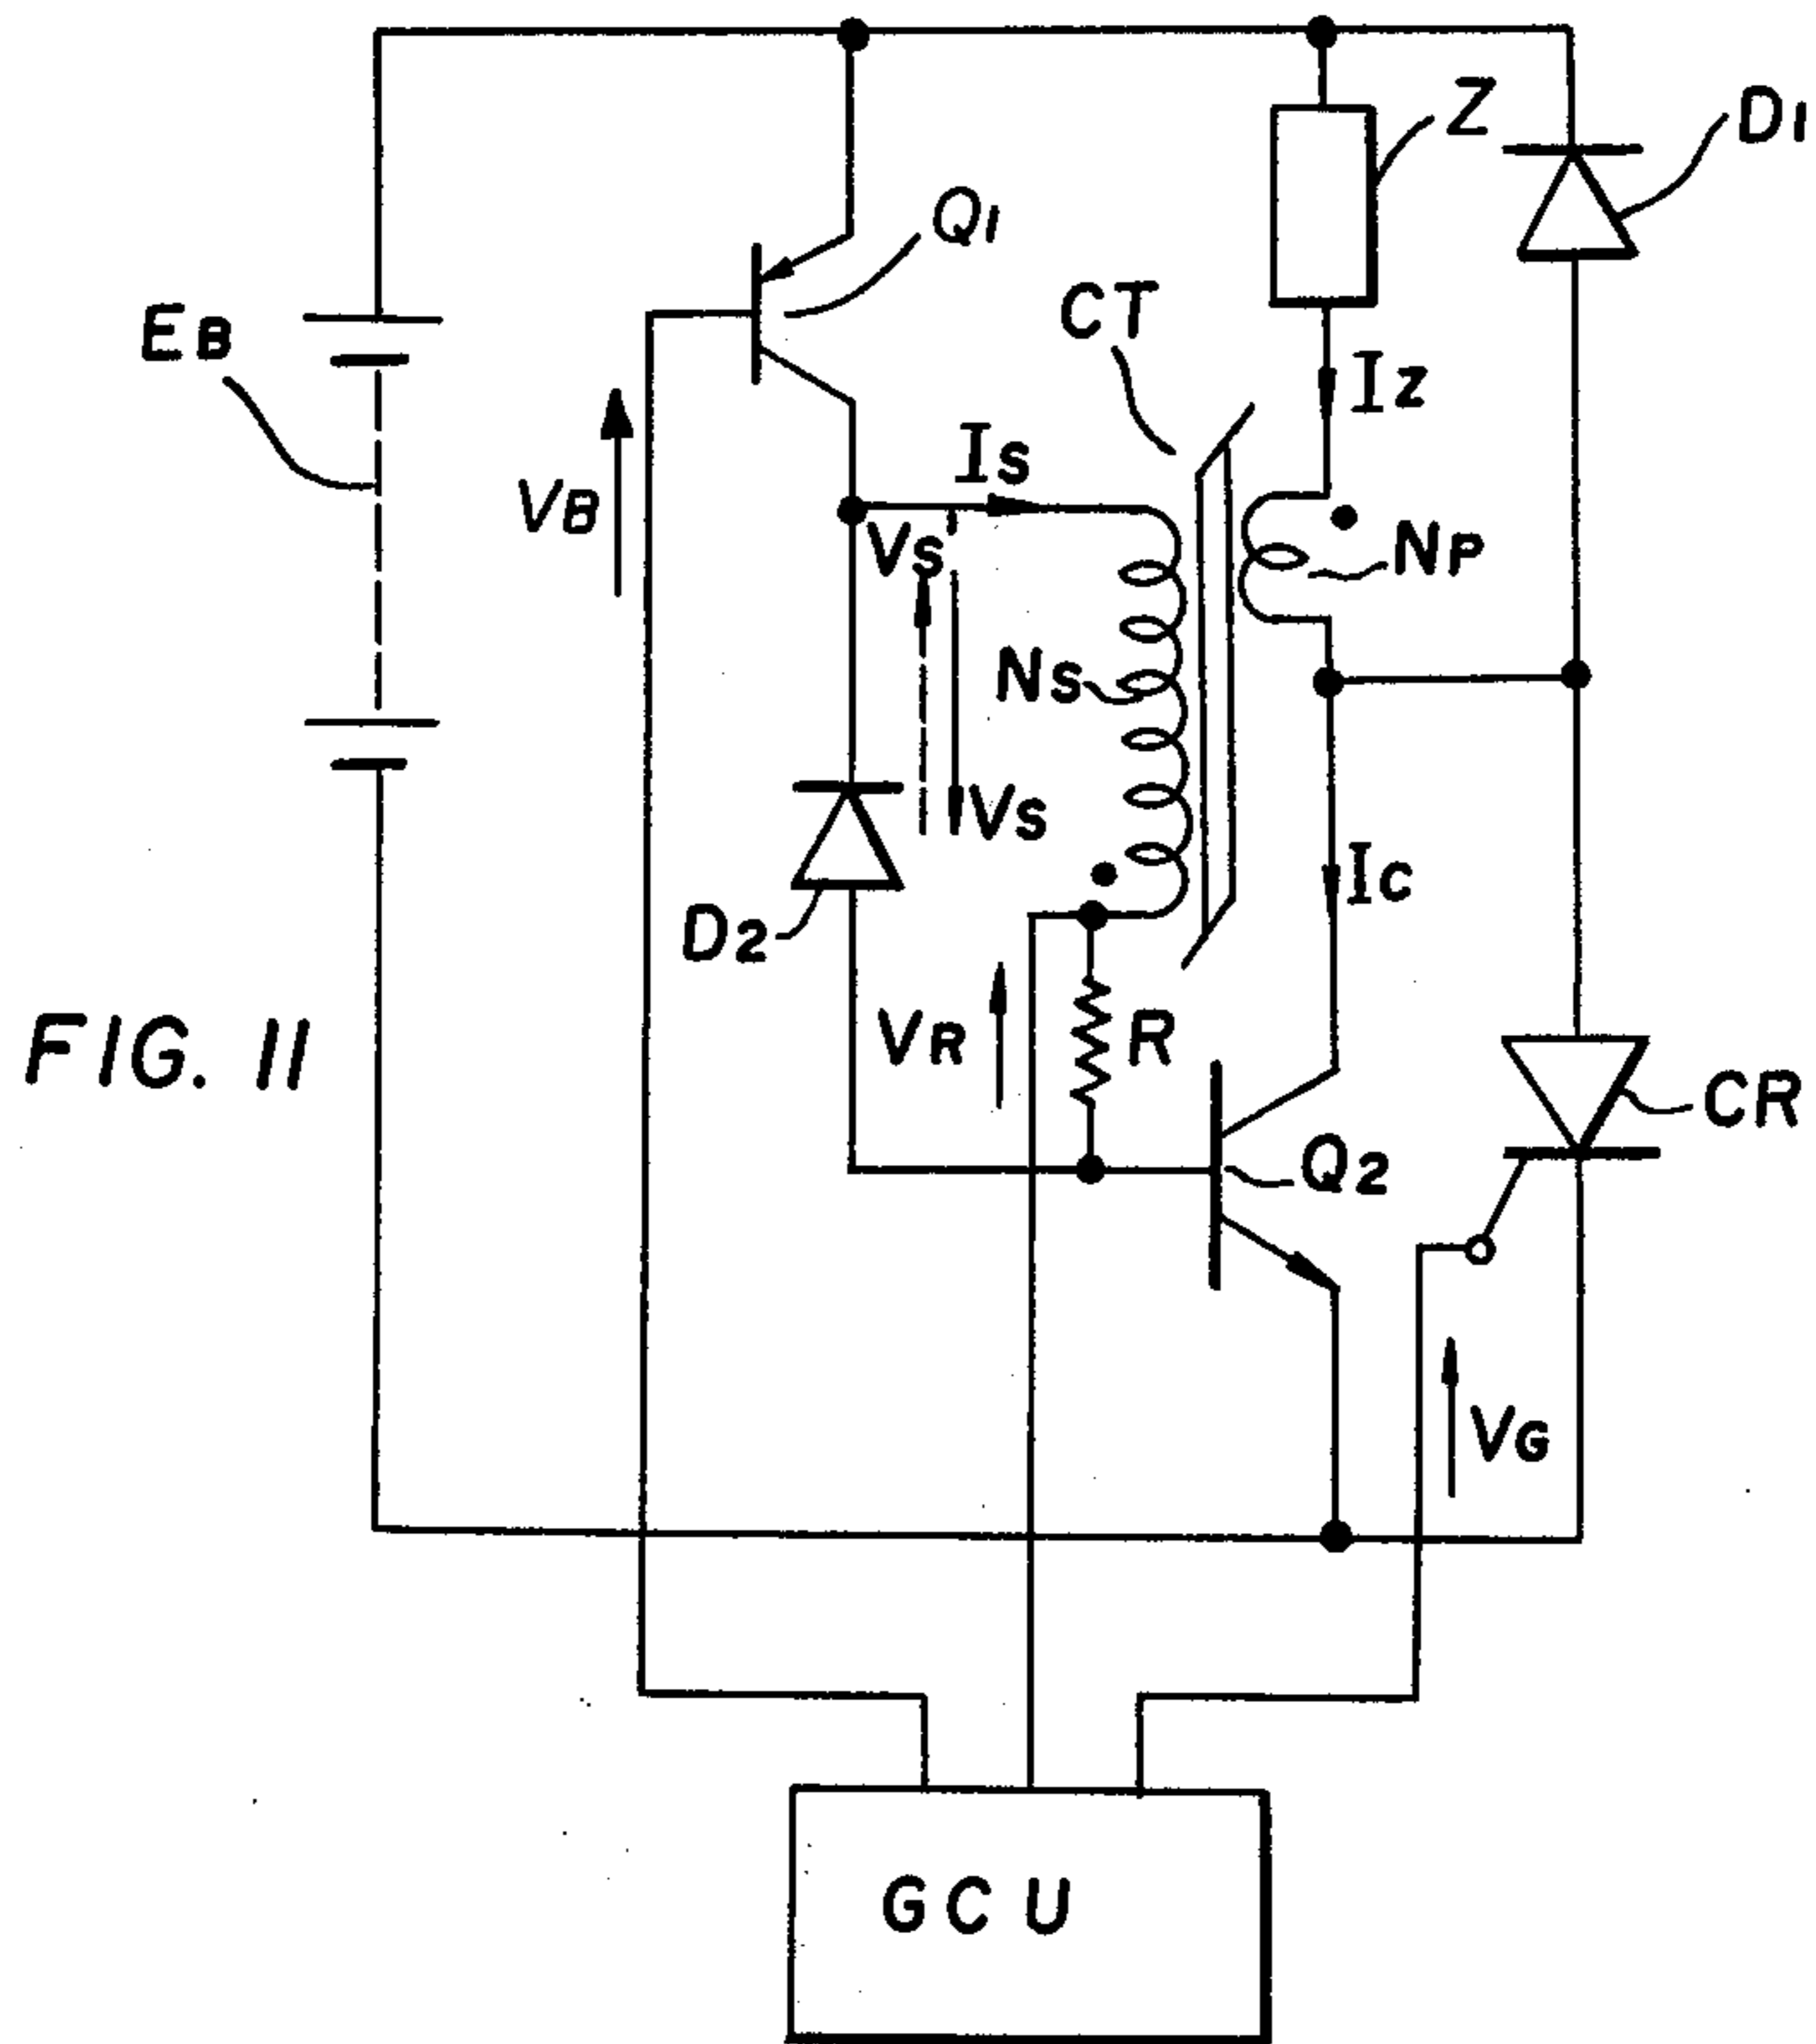 Z
D1
Q1
EB
CT
IZ
IS
VB
VS'
NP
NS
VS
IC
D2
VR
R
FIG. 11
CR
Q2
VG
GCU